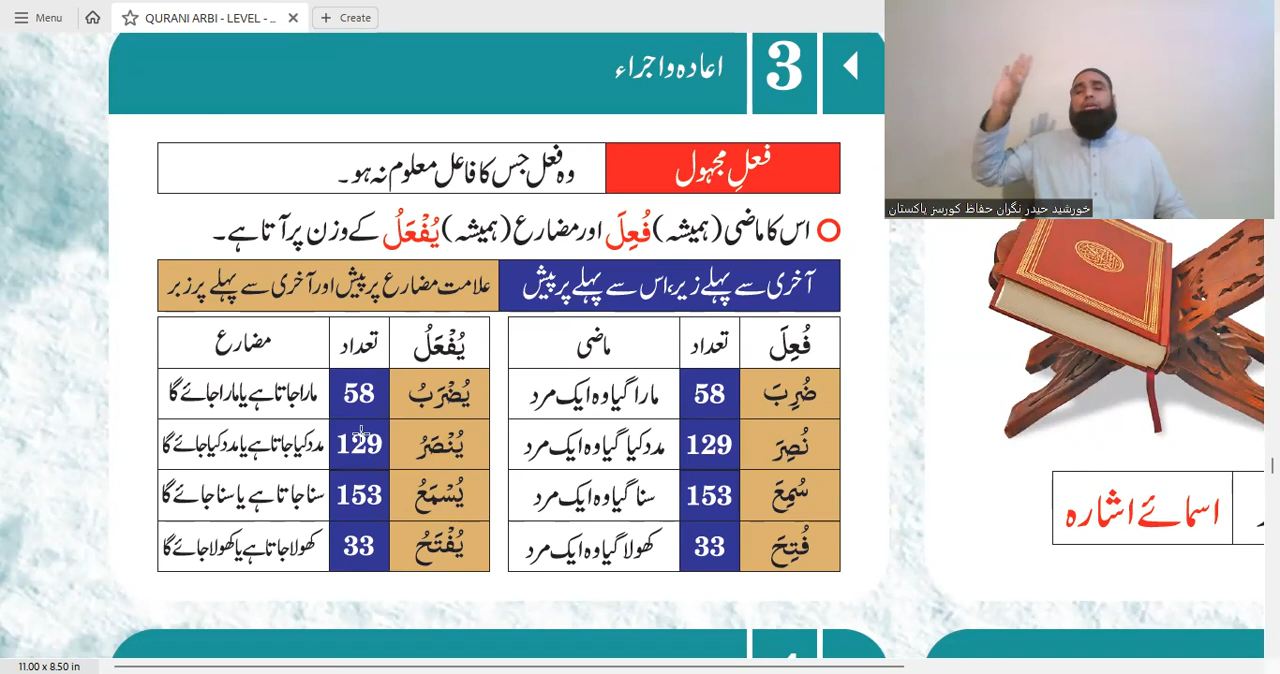 Menu
QURANI ARBI - LEVEL - ...
Create
3 اعادہ واجراء
فعلِ مجہول وہ فعل جس کا فاعل معلوم نہ ہو۔
اس کا ماضی (ہمیشہ) فُعِلَ اور مضارع (ہمیشہ) یُفْعَلُ کے وزن پر آتا ہے۔
آخری سے پہلے زیر، اس سے پہلے پر پیش علامت مضارع پر پیش اور آخری سے پہلے پر زبر
فُعِلَ تعداد ماضی یُفْعَلُ تعداد مضارع
ضُرِبَ 58 مارا گیا وہ ایک مرد یُضْرَبُ 58 مارا جاتا ہے یا مارا جائے گا
نُصِرَ 129 مدد کیا گیا وہ ایک مرد یُنْصَرُ 129 مدد کیا جاتا ہے یا مدد کیا جائے گا
سُمِعَ 153 سنا گیا وہ ایک مرد یُسْمَعُ 153 سنا جاتا ہے یا سنا جائے گا
فُتِحَ 33 کھولا گیا وہ ایک مرد یُفْتَحُ 33 کھولا جاتا ہے یا کھولا جائے گا
خورشید حیدر نگران حفاظ کورسز پاکستان
اسمائے اشارہ
11.00 x 8.50 in